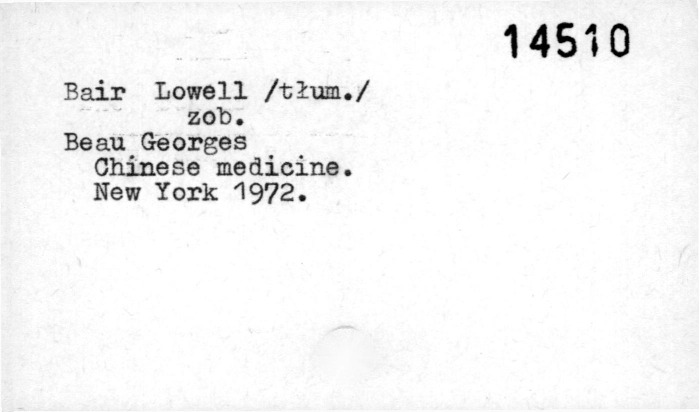 14510
Bair Lowell /tłum./
zob.
Beau Georges
Chinese medicine.
New York 1972.